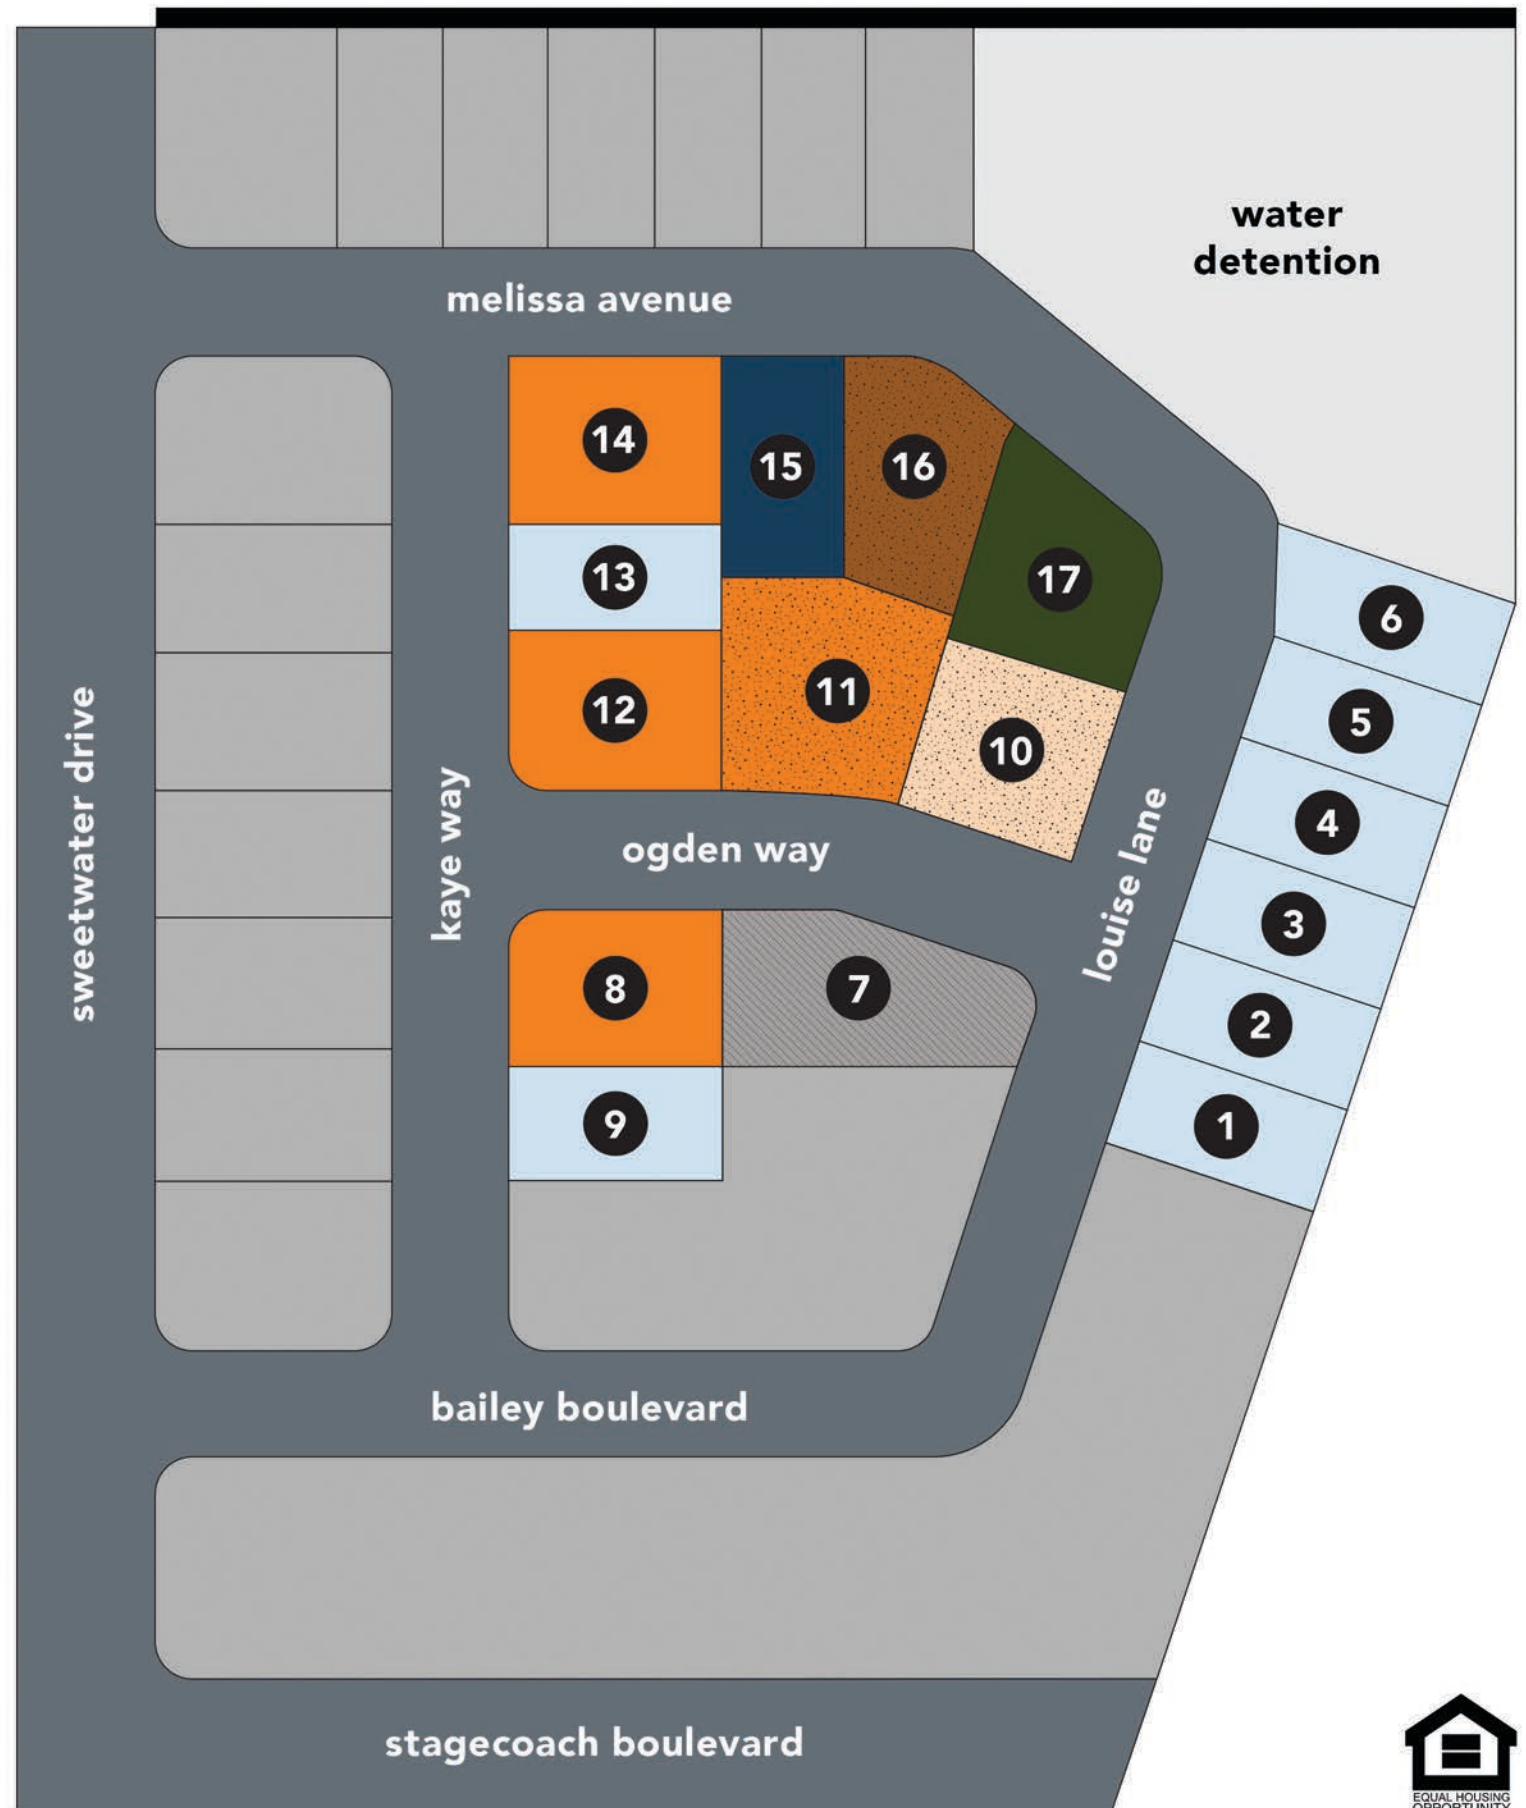 water
detention
melissa avenue
14
15
16
13
17
6
12
11
5
10
sweetwater drive
kaye way
ogden way
louise lane
4
3
8
7
2
9
1
bailey boulevard
stagecoach boulevard
EQUAL HOUSING
OPPORTUNITY